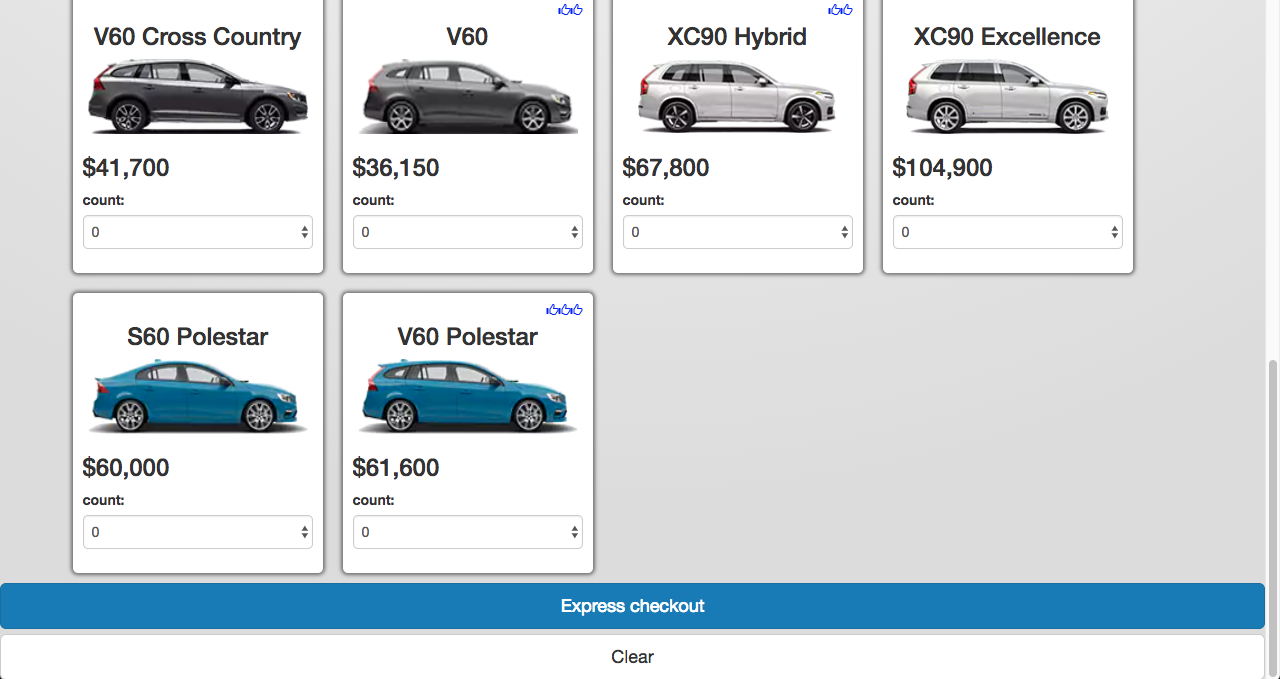 V60 Cross Country
$41,700
count:
0
V60
$36,150
count:
0
XC90 Hybrid
$67,800
count:
0
XC90 Excellence
$104,900
count:
0
S60 Polestar
$60,000
count:
0
V60 Polestar
$61,600
count:
0
Express checkout
Clear